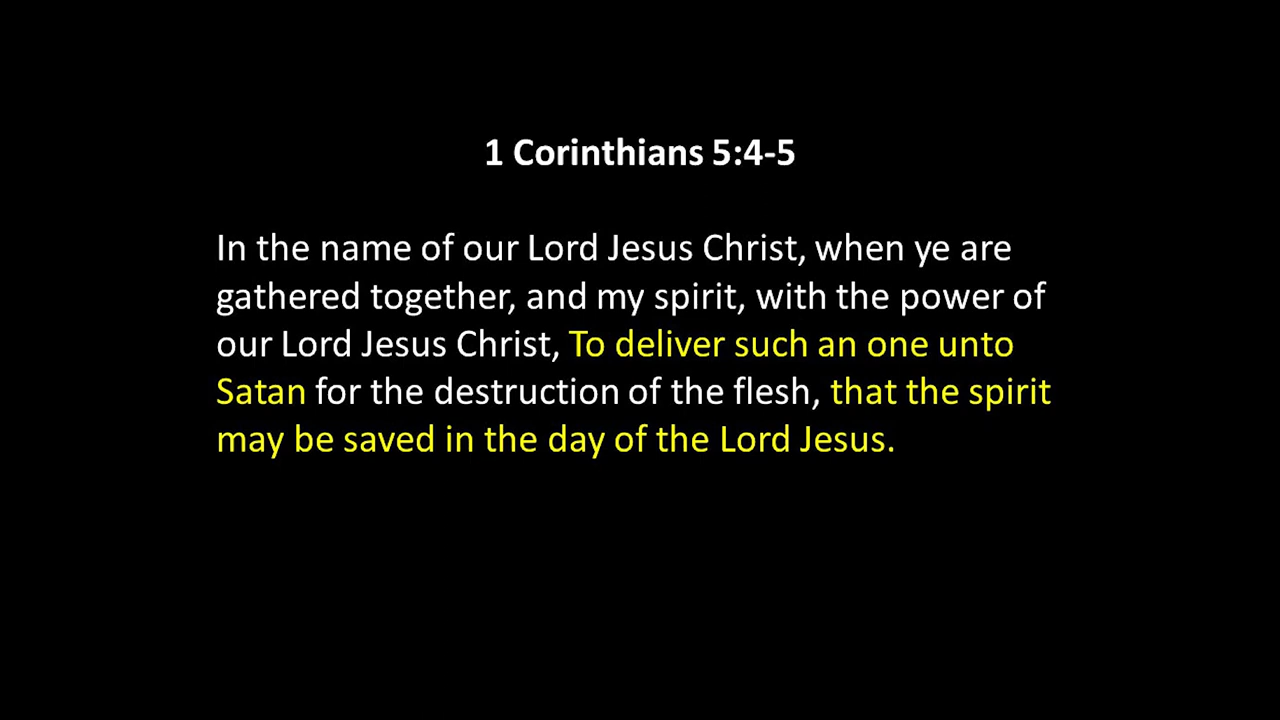 1 Corinthians 5:4-5
In the name of our Lord Jesus Christ, when ye are
gathered together, and my spirit, with the power of
our Lord Jesus Christ, To deliver such an one unto
Satan for the destruction of the flesh, that the spirit
may be saved in the day of the Lord Jesus.